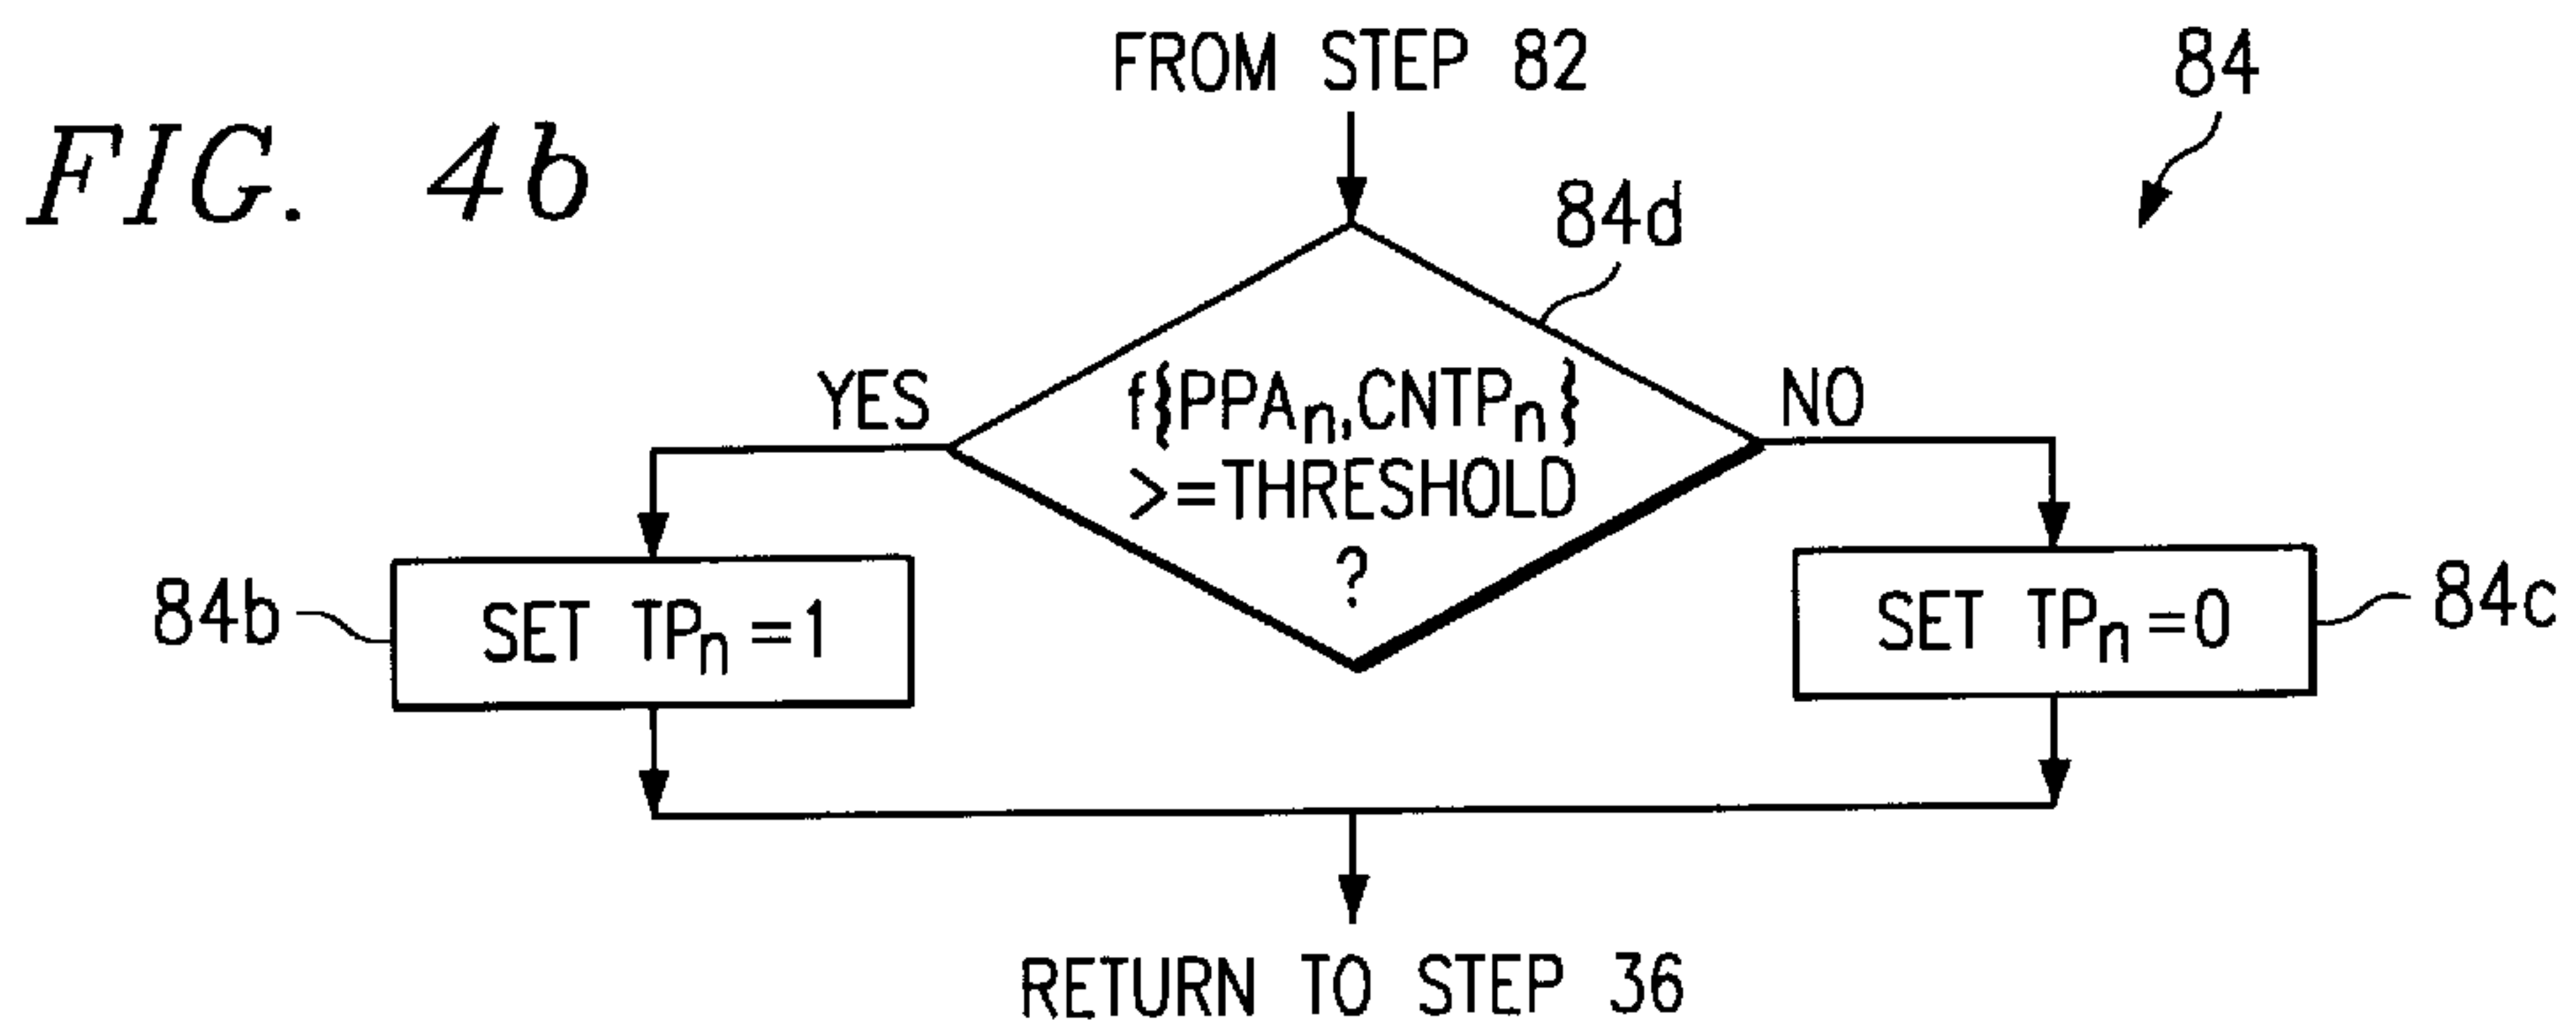 FIG. 4b
FROM STEP 82
84
84d
YES
f{PPAn,CNTPn}
>=THRESHOLD
?
NO
84b
SET TPn=1
SET TPn=0
84c
RETURN TO STEP 36